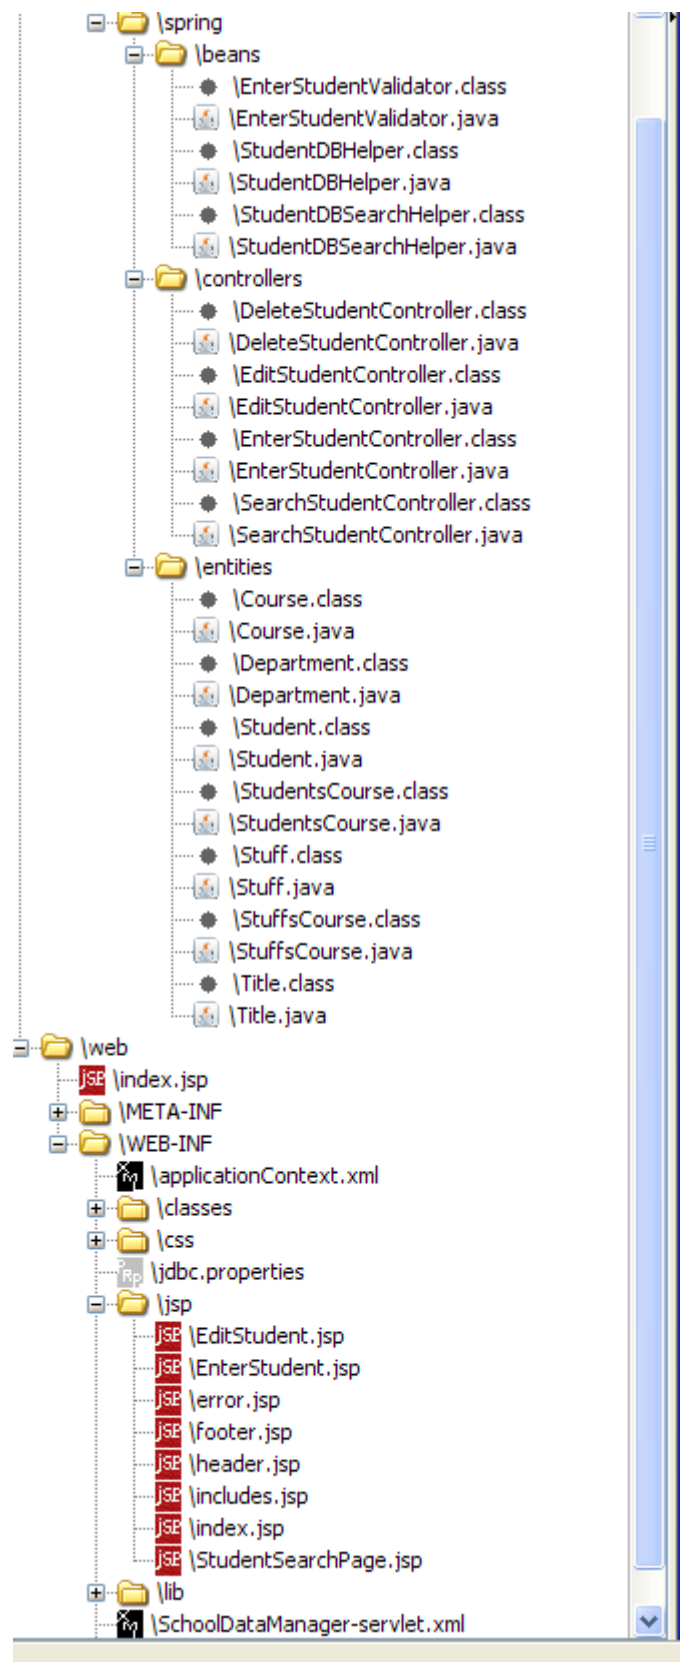 \spring
\beans
\EnterStudentValidator.class
\EnterStudentValidator.java
\StudentDBHelper.class
\StudentDBHelper.java
\StudentDBSearchHelper.class
\StudentDBSearchHelper.java
\controllers
\DeleteStudentController.class
\DeleteStudentController.java
\EditStudentController.class
\EditStudentController.java
\EnterStudentController.class
\EnterStudentController.java
\SearchStudentController.class
\SearchStudentController.java
\entities
\Course.class
\Course.java
\Department.class
\Department.java
\Student.class
\Student.java
\StudentsCourse.class
\StudentsCourse.java
\Stuff.class
\Stuff.java
\StuffsCourse.class
\StuffsCourse.java
\Title.class
\Title.java
\web
JSP \index.jsp
\META-INF
\WEB-INF
\applicationContext.xml
\classes
\css
\jdbc.properties
\jsp
JSP \EditStudent.jsp
JSP \EnterStudent.jsp
JSP \error.jsp
JSP \footer.jsp
JSP \header.jsp
JSP \includes.jsp
JSP \index.jsp
JSP \StudentSearchPage.jsp
\lib
\SchoolDataManager-servlet.xml